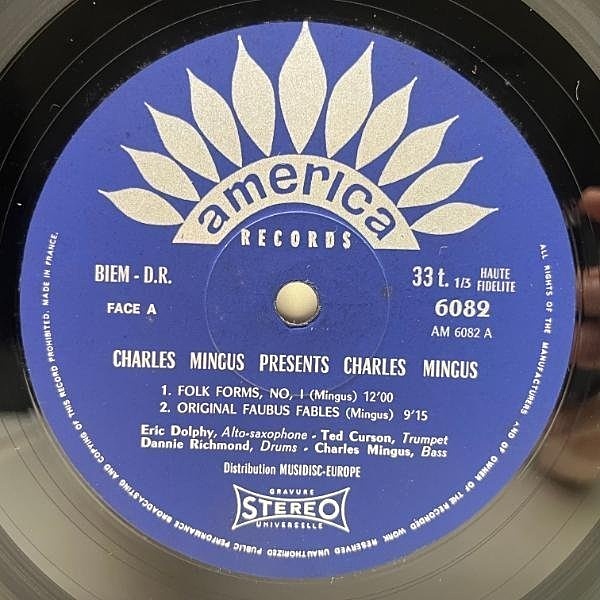 america
RECORDS
BIEM - D.R.
33 t. 1/3 HAUTE FIDELITE
FACE A
6082
AM 6082 A
CHARLES MINGUS PRESENTS CHARLES MINGUS
1. FOLK FORMS, NO, I (Mingus) 12'00
2. ORIGINAL FAUBUS FABLES (Mingus) 9'15
Eric Dolphy, Alto-saxophone - Ted Curson, Trumpet
Dannie Richmond, Drums - Charles Mingus, Bass
Distribution MUSIDISC-EUROPE
GRAVURE
STEREO
UNIVERSELLE
ALL RIGHTS OF THE MANUFACTURERS AND OF OWNER OF THE RECORDED WORK RESERVED UNAUTHORIZED PUBLIC PERFORMANCE BROADCASTING AND COPYING OF THIS RECORD PROHIBITED. MADE IN FRANCE.